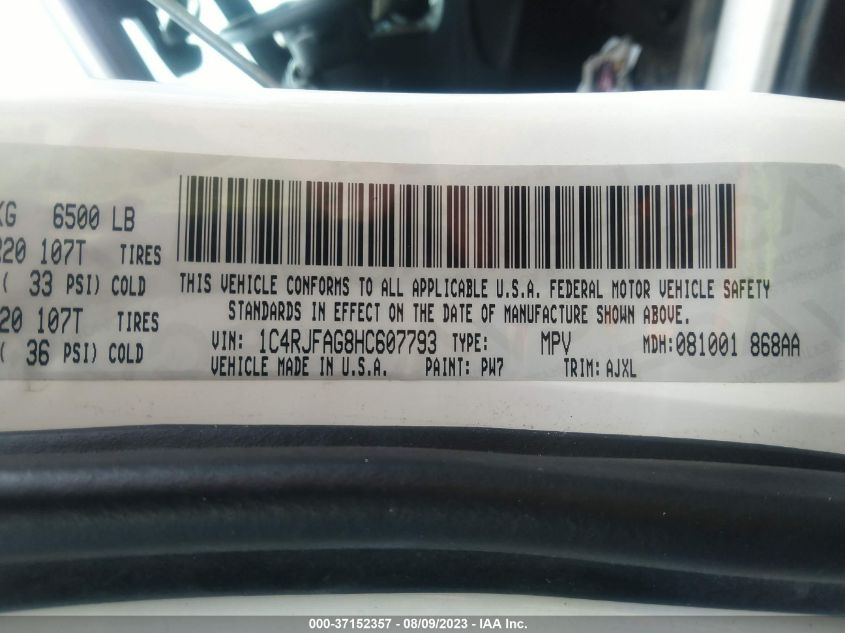 KG 6500 LB
R20 107T TIRES
( 33 PSI) COLD
THIS VEHICLE CONFORMS TO ALL APPLICABLE U.S.A. FEDERAL MOTOR VEHICLE SAFETY
STANDARDS IN EFFECT ON THE DATE OF MANUFACTURE SHOWN ABOVE.
20 107T TIRES
( 36 PSI) COLD
VIN: 1C4RJFAG8HC607793 TYPE: MPV MDH:081001 868AA
VEHICLE MADE IN U.S.A. PAINT: PW7 TRIM: AJXL
000-37152357 - 08/09/2023 - IAA Inc.